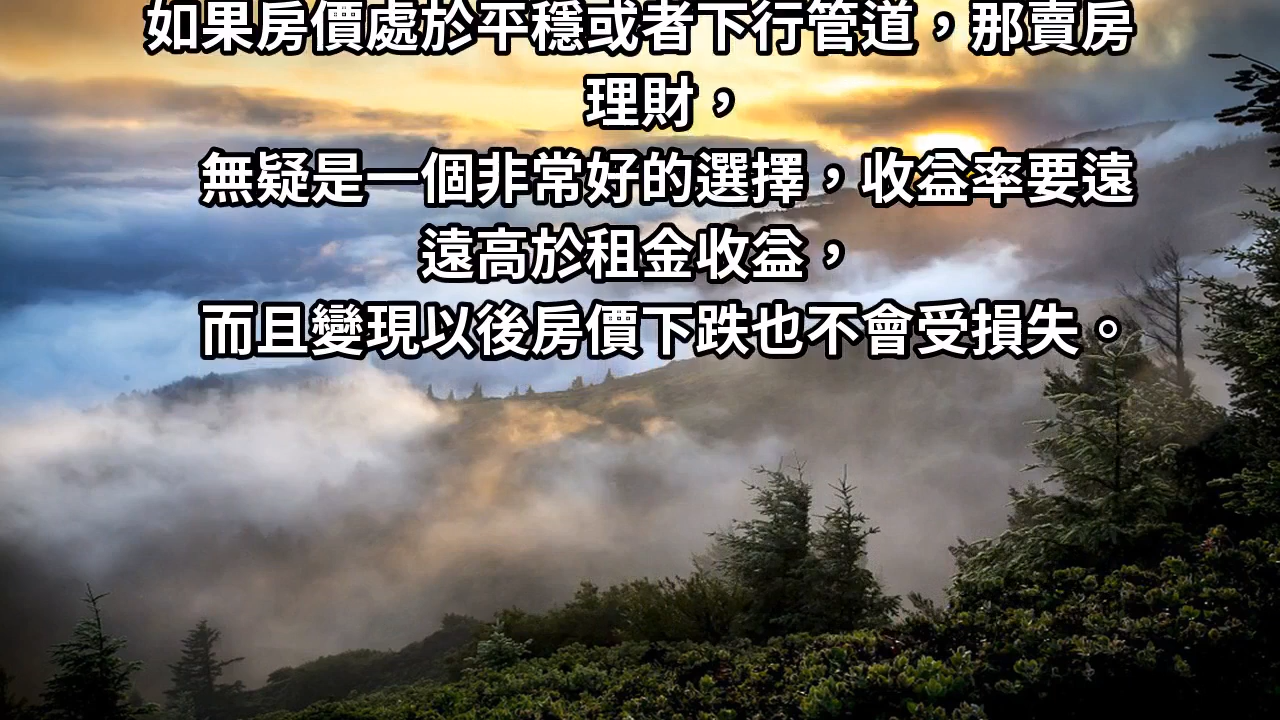 如果房價處於平穩或者下行管道，那賣房
理財，
無疑是一個非常好的選擇，收益率要遠
遠高於租金收益，
而且變現以後房價下跌也不會受損失。